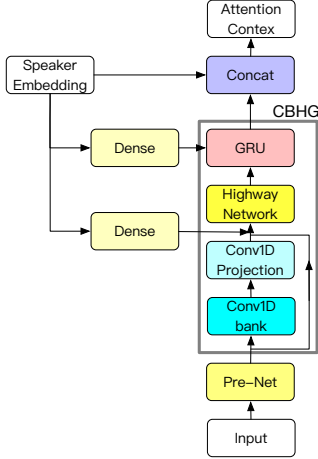 Attention
Contex
Speaker
Embedding
Concat
CBHG
Dense
GRU
Highway
Network
Dense
Conv1D
Projection
Conv1D
bank
Pre-Net
Input